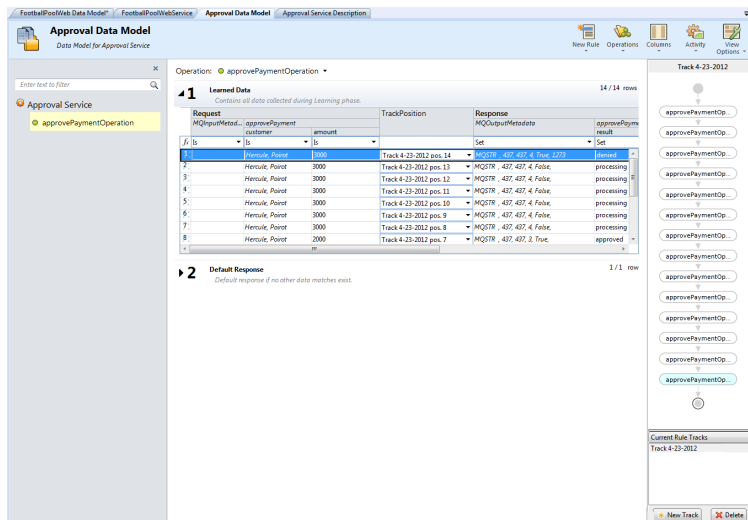 FootballPoolWeb Data Model* FootballPoolWebService Approval Data Model Approval Service Description
Approval Data Model
Data Model for Approval Service
New Rule Operations Columns Activity View Options
Enter text to filter
Approval Service
approvePaymentOperation
Operation: approvePaymentOperation
1 Learned Data 14 / 14 rows
Contains all data collected during Learning phase.
Request TrackPosition Response
MQInputMetad... approvePayment MQOutputMetadata approvePayme
customer amount result
Is Is Is Set Set
1 Hercule, Poirot 3000 Track 4-23-2012 pos. 14 MQSTR , 437, 437, 4, True, 1273 denied
2 Hercule, Poirot 3000 Track 4-23-2012 pos. 13 MQSTR , 437, 437, 4, False, processing
3 Hercule, Poirot 3000 Track 4-23-2012 pos. 12 MQSTR , 437, 437, 4, False, processing
4 Hercule, Poirot 3000 Track 4-23-2012 pos. 11 MQSTR , 437, 437, 4, False, processing
5 Hercule, Poirot 3000 Track 4-23-2012 pos. 10 MQSTR , 437, 437, 4, False, processing
6 Hercule, Poirot 3000 Track 4-23-2012 pos. 9 MQSTR , 437, 437, 4, False, processing
7 Hercule, Poirot 3000 Track 4-23-2012 pos. 8 MQSTR , 437, 437, 4, False, processing
8 Hercule, Poirot 2000 Track 4-23-2012 pos. 7 MQSTR , 437, 437, 3, True, approved
2 Default Response 1 / 1 row
Default response if no other data matches exist.
Track 4-23-2012
approvePaymentOp...
approvePaymentOp...
approvePaymentOp...
approvePaymentOp...
approvePaymentOp...
approvePaymentOp...
approvePaymentOp...
approvePaymentOp...
approvePaymentOp...
approvePaymentOp...
approvePaymentOp...
approvePaymentOp...
approvePaymentOp...
approvePaymentOp...
Current Rule Tracks
Track 4-23-2012
New Track Delete